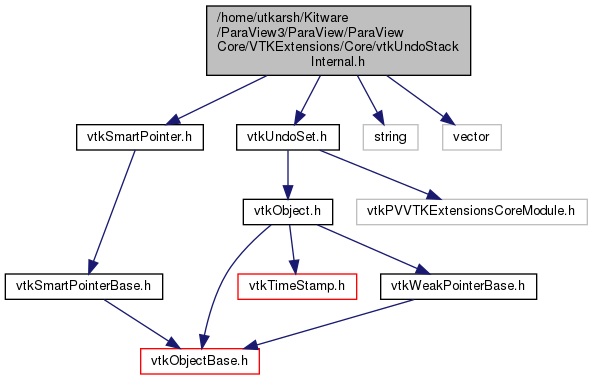 /home/utkarsh/Kitware
/ParaView3/ParaView/ParaView
Core/VTKExtensions/Core/vtkUndoStack
Internal.h
vtkSmartPointer.h
vtkUndoSet.h
string
vector
vtkObject.h
vtkPVVTKExtensionsCoreModule.h
vtkSmartPointerBase.h
vtkTimeStamp.h
vtkWeakPointerBase.h
vtkObjectBase.h